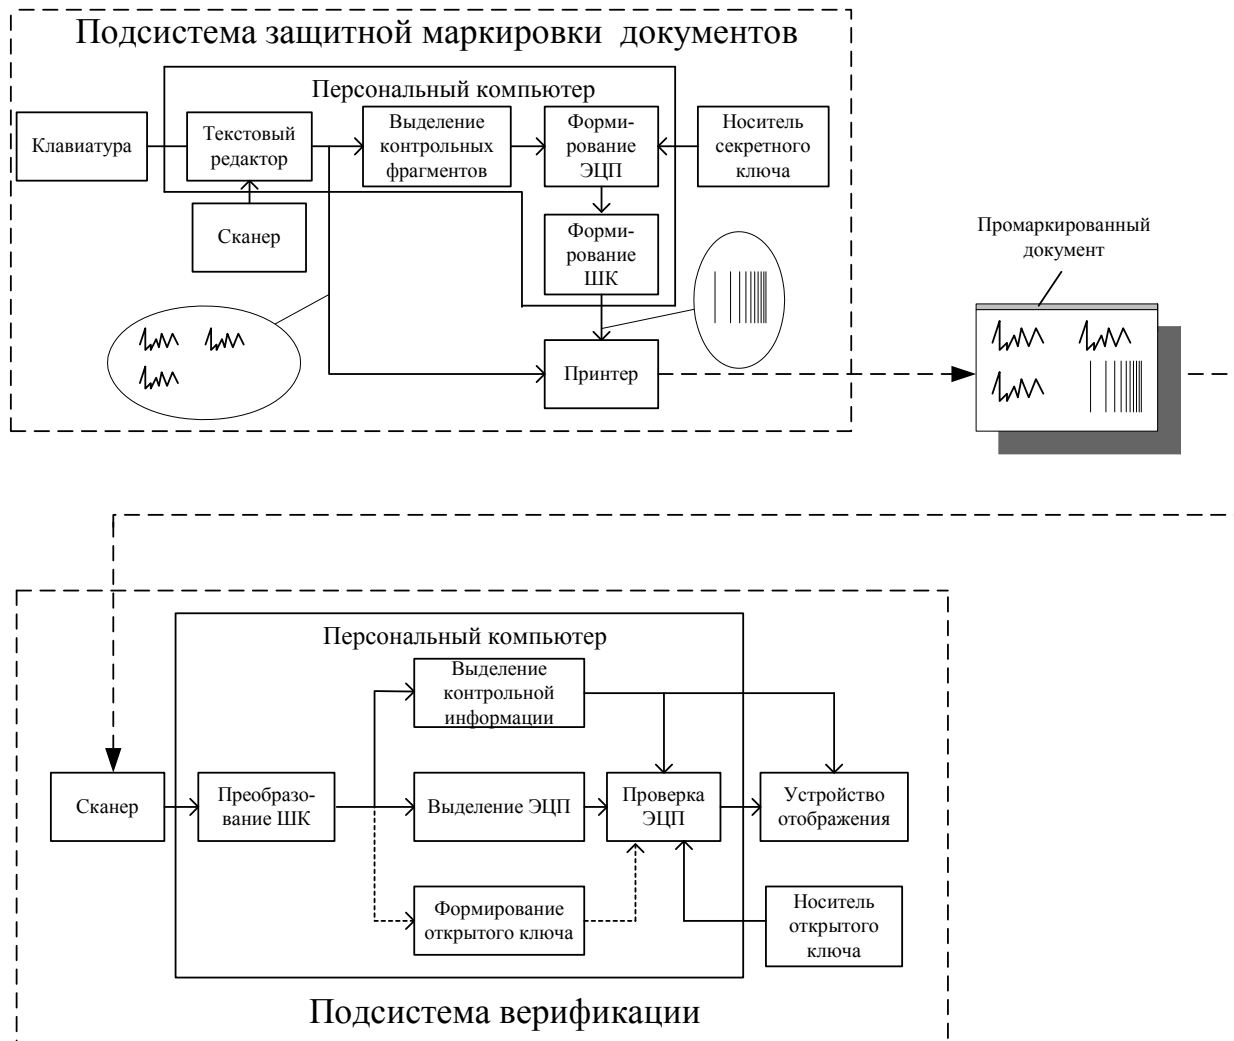 Подсистема защитной маркировки документов
Персональный компьютер
Клавиатура
Текстовый
редактор
Выделение
контрольных
фрагментов
Форми-
рование
ЭЦП
Носитель
секретного
ключа
Сканер
Форми-
рование
ШК
Принтер
Промаркированный
документ
Персональный компьютер
Выделение
контрольной
информации
Сканер
Преобразо-
вание ШК
Выделение ЭЦП
Проверка
ЭЦП
Устройство
отображения
Формирование
открытого ключа
Носитель
открытого
ключа
Подсистема верификации